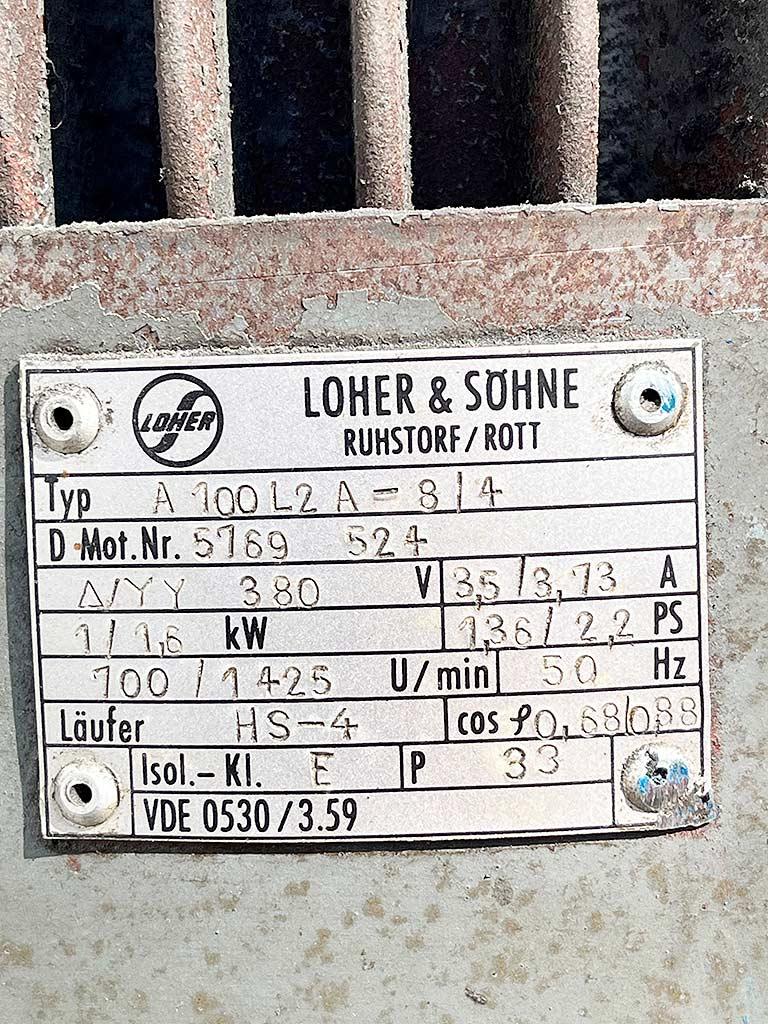 LOHER
LOHER & SÖHNE
RUHSTORF/ROTT
Typ A 100 L2 A - 8/4
D-Mot.Nr. 5769 524
Δ/YY 380 V 3,5/3,73 A
1/1,6 kW 1,36/2,2 PS
700/1425 U/min 50 Hz
Läufer HS-4 cos φ 0,68/0,88
Isol.-Kl. E P 33
VDE 0530/3.59